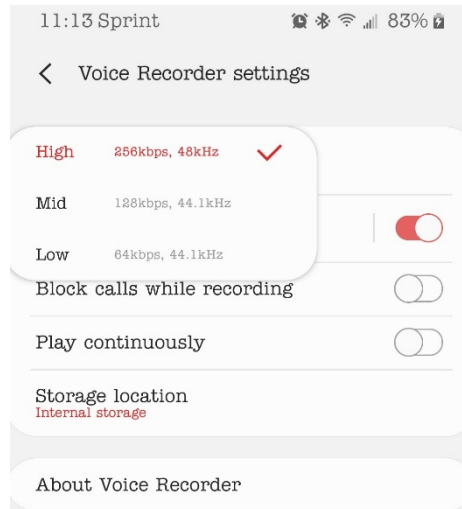 11:13 Sprint 83%
Voice Recorder settings
High 256kbps, 48kHz
Mid 128kbps, 44.1kHz
Low 64kbps, 44.1kHz
Block calls while recording
Play continuously
Storage location
Internal storage
About Voice Recorder